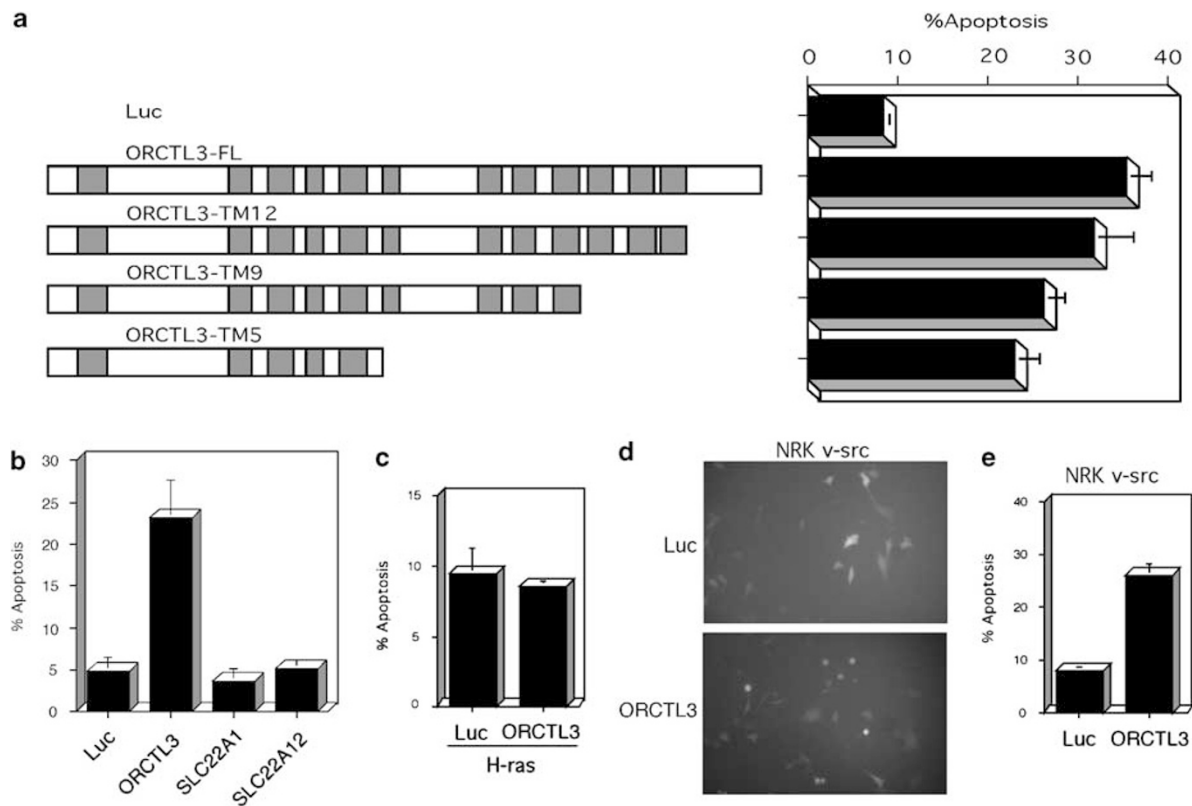 a
%Apoptosis
0 10 20 30 40
Luc
ORCTL3-FL
ORCTL3-TM12
ORCTL3-TM9
ORCTL3-TM5
b
% Apoptosis
30
25
20
15
10
5
0
Luc
ORCTL3
SLC22A1
SLC22A12
c
% Apoptosis
15
10
5
0
Luc ORCTL3
H-ras
d
NRK v-src
Luc
ORCTL3
e
NRK v-src
% Apoptosis
40
30
20
10
0
Luc ORCTL3